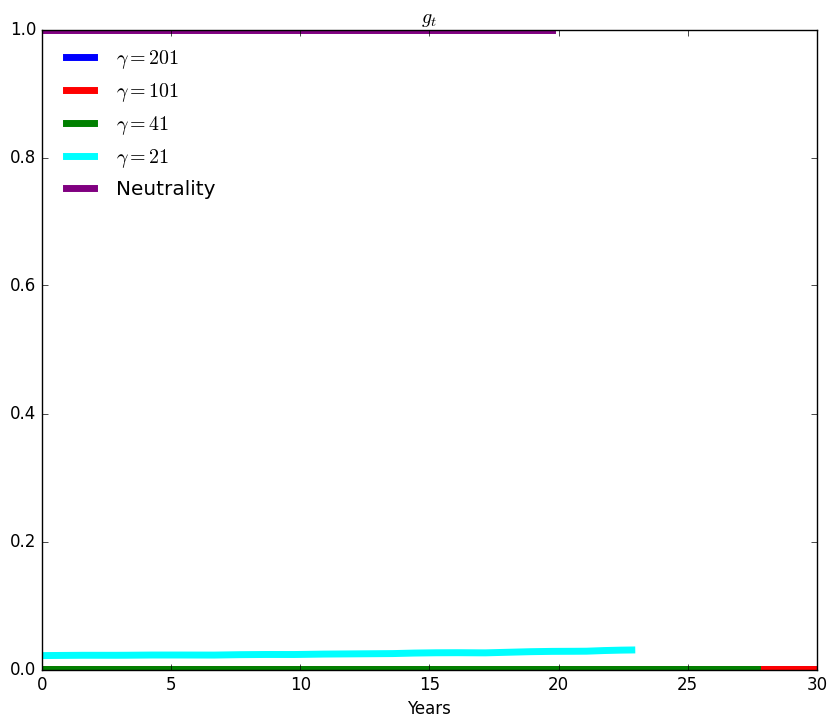 g_t
1.0
γ = 201
γ = 101
γ = 41
γ = 21
Neutrality
0.8
0.6
0.4
0.2
0.0
0 5 10 15 20 25 30
Years